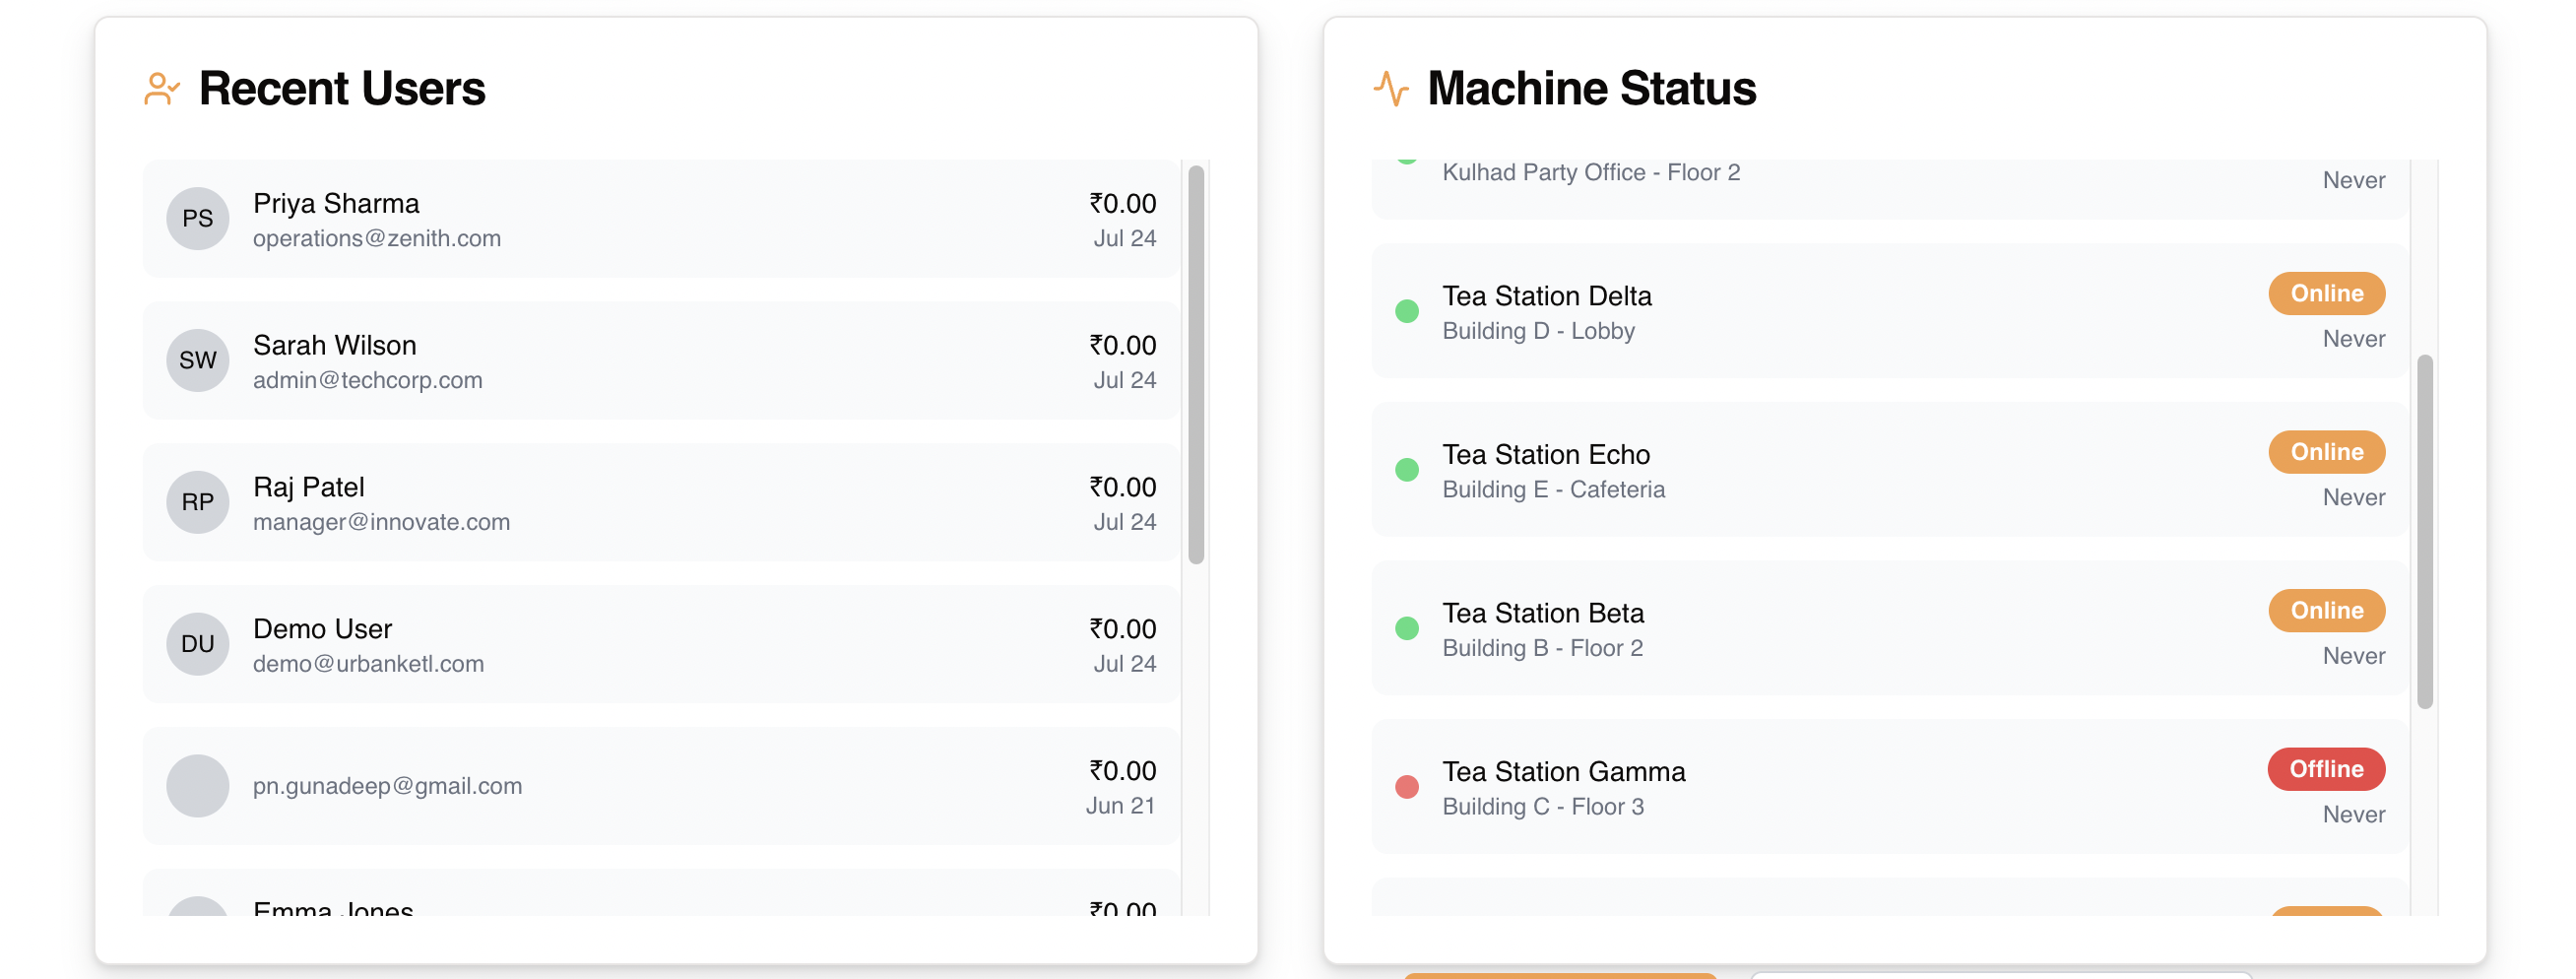 Recent Users
PS
Priya Sharma
operations@zenith.com
₹0.00
Jul 24
SW
Sarah Wilson
admin@techcorp.com
₹0.00
Jul 24
RP
Raj Patel
manager@innovate.com
₹0.00
Jul 24
DU
Demo User
demo@urbanketl.com
₹0.00
Jul 24
pn.gunadeep@gmail.com
₹0.00
Jun 21
Emma Jones
₹0.00
Machine Status
Kulhad Party Office - Floor 2
Never
Tea Station Delta
Building D - Lobby
Online
Never
Tea Station Echo
Building E - Cafeteria
Online
Never
Tea Station Beta
Building B - Floor 2
Online
Never
Tea Station Gamma
Building C - Floor 3
Offline
Never